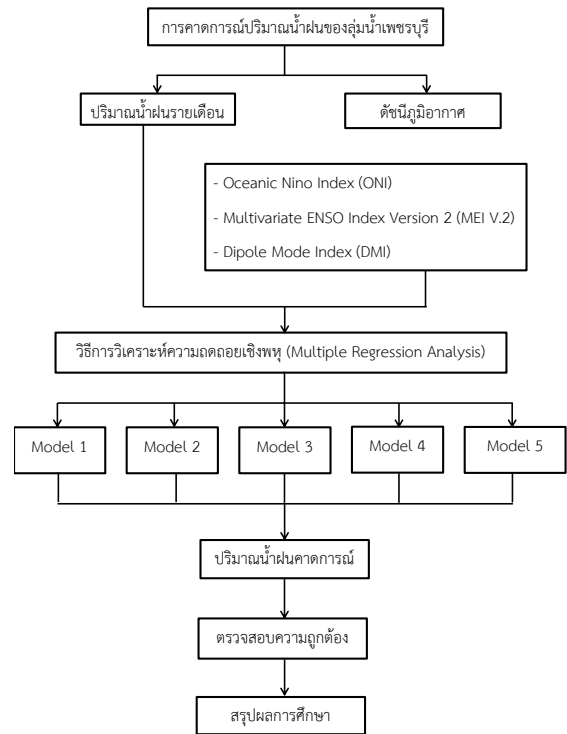 การคาดการณ์ปริมาณน้ำฝนของลุ่มน้ำเพชรบุรี
ปริมาณน้ำฝนรายเดือน
ดัชนีภูมิอากาศ
- Oceanic Nino Index (ONI)
- Multivariate ENSO Index Version 2 (MEI V.2)
- Dipole Mode Index (DMI)
วิธีการวิเคราะห์ความถดถอยเชิงพหุ (Multiple Regression Analysis)
Model 1
Model 2
Model 3
Model 4
Model 5
ปริมาณน้ำฝนคาดการณ์
ตรวจสอบความถูกต้อง
สรุปผลการศึกษา